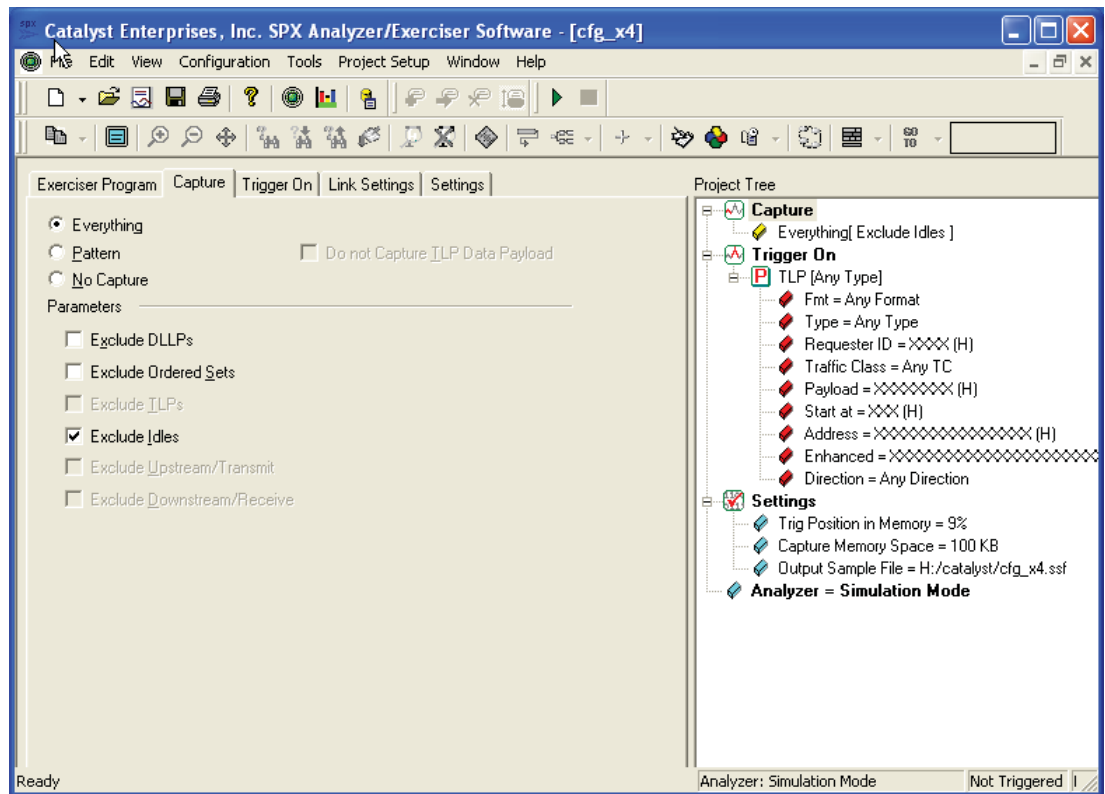 spx
Catalyst Enterprises, Inc. SPX Analyzer/Exerciser Software - [cfg_x4]
File Edit View Configuration Tools Project Setup Window Help
GO TO
Exerciser Program Capture Trigger On Link Settings Settings
Everything
Pattern Do not Capture TLP Data Payload
No Capture
Parameters
Exclude DLLPs
Exclude Ordered Sets
Exclude TLPs
Exclude Idles
Exclude Upstream/Transmit
Exclude Downstream/Receive
Project Tree
Capture
Everything[ Exclude Idles ]
Trigger On
P TLP [Any Type]
Fmt = Any Format
Type = Any Type
Requester ID = XXXX (H)
Traffic Class = Any TC
Payload = XXXXXXXX (H)
Start at = XXX (H)
Address = XXXXXXXXXXXXXXXX (H)
Enhanced = XXXXXXXXXXXXXXXXXXXXXX
Direction = Any Direction
Settings
Trig Position in Memory = 9%
Capture Memory Space = 100 KB
Output Sample File = H:/catalyst/cfg_x4.ssf
Analyzer = Simulation Mode
Ready Analyzer: Simulation Mode Not Triggered